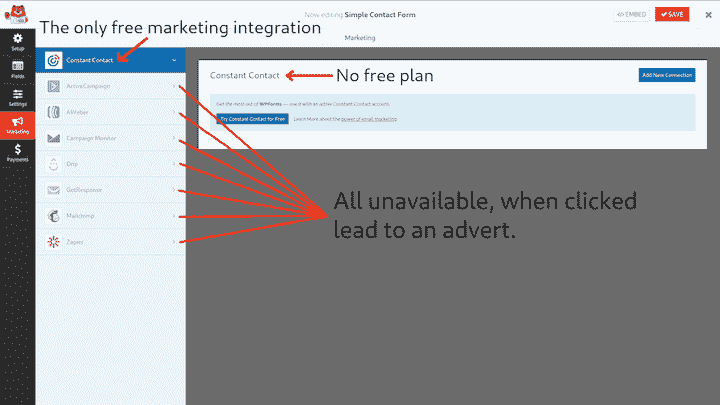 Now editing Simple Contact Form
</> EMBED
SAVE
The only free marketing integration
Marketing
Setup
Fields
Settings
Marketing
Payments
Constant Contact
ActiveCampaign
AWeber
Campaign Monitor
Drip
GetResponse
Mailchimp
Zapier
Constant Contact
No free plan
Add New Connection
Get the most out of WPForms — use it with an active Constant Contact account.
Try Constant Contact for Free
Learn More about the power of email marketing
All unavailable, when clicked
lead to an advert.